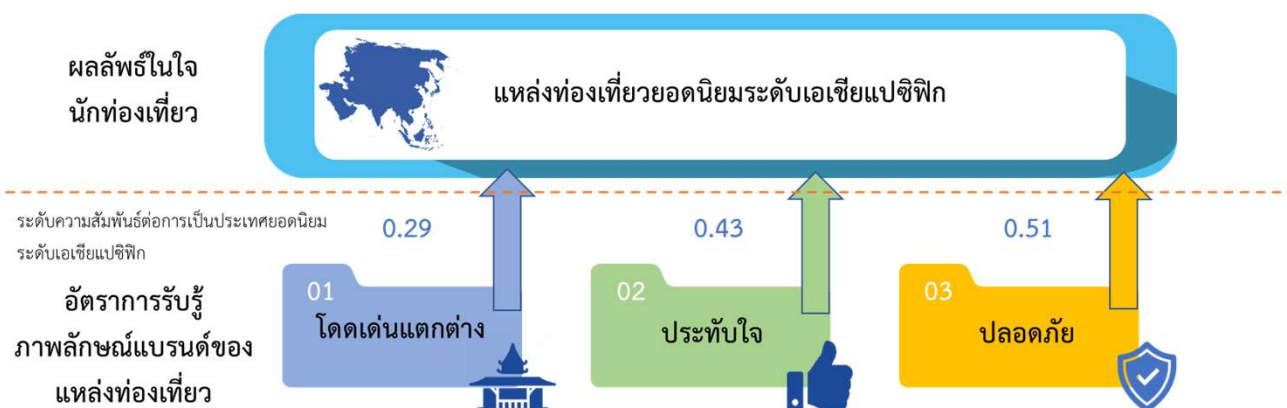 ผลลัพธ์ในใจ
นักท่องเที่ยว
แหล่งท่องเที่ยวยอดนิยมระดับเอเชียแปซิฟิก
ระดับความสัมพันธ์ต่อการเป็นประเทศยอดนิยม
ระดับเอเชียแปซิฟิก
0.29
0.43
0.51
อัตราการรับรู้
ภาพลักษณ์แบรนด์ของ
แหล่งท่องเที่ยว
01
โดดเด่นแตกต่าง
02
ประทับใจ
03
ปลอดภัย